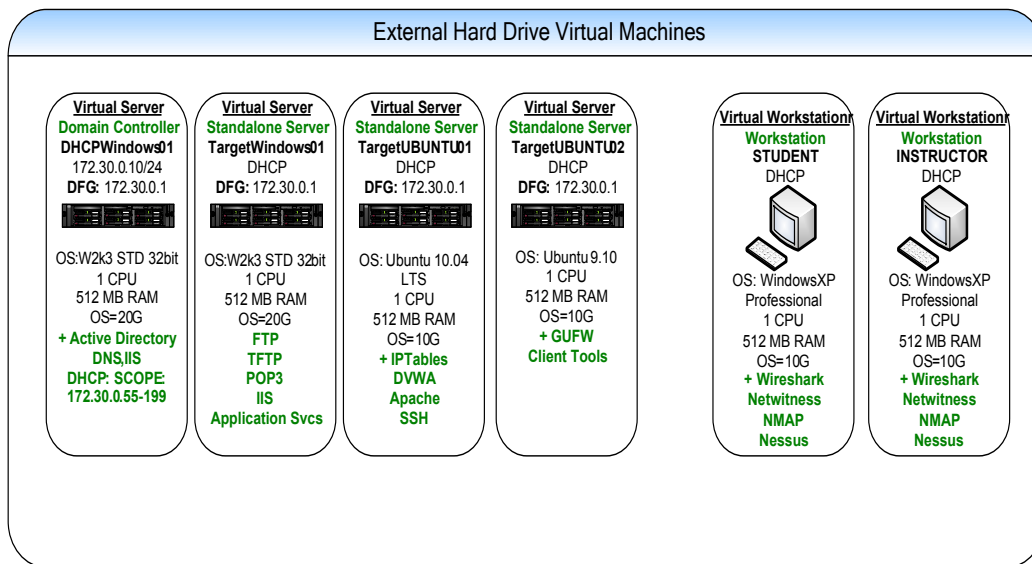 External Hard Drive Virtual Machines
Virtual Server
Domain Controller
DHCPWindows01
172.30.0.10/24
DFG: 172.30.0.1
OS:W2k3 STD 32bit
1 CPU
512 MB RAM
OS=20G
+ Active Directory
DNS,IIS
DHCP: SCOPE:
172.30.0.55-199
Virtual Server
Standalone Server
TargetWindows01
DHCP
DFG: 172.30.0.1
OS:W2k3 STD 32bit
1 CPU
512 MB RAM
OS=20G
FTP
TFTP
POP3
IIS
Application Svcs
Virtual Server
Standalone Server
TargetUBUNTU01
DHCP
DFG: 172.30.0.1
OS: Ubuntu 10.04
LTS
1 CPU
512 MB RAM
OS=10G
+ IPTables
DVWA
Apache
SSH
Virtual Server
Standalone Server
TargetUBUNTU02
DHCP
DFG: 172.30.0.1
OS: Ubuntu 9.10
1 CPU
512 MB RAM
OS=10G
+ GUFW
Client Tools
Virtual Workstationr
Workstation
STUDENT
DHCP
OS: WindowsXP
Professional
1 CPU
512 MB RAM
OS=10G
+ Wireshark
Netwitness
NMAP
Nessus
Virtual Workstationr
Workstation
INSTRUCTOR
DHCP
OS: WindowsXP
Professional
1 CPU
512 MB RAM
OS=10G
+ Wireshark
Netwitness
NMAP
Nessus